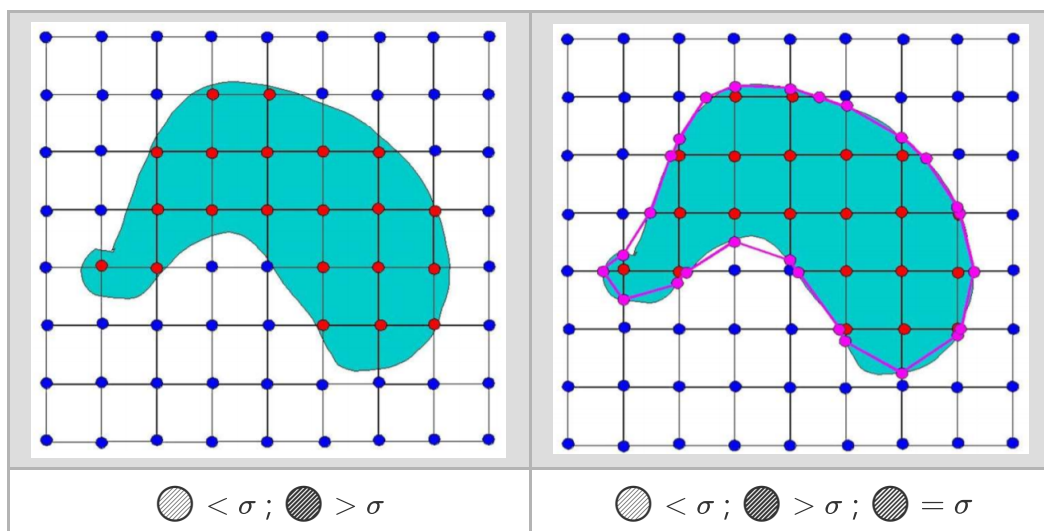 < σ ; > σ
< σ ; > σ ; = σ